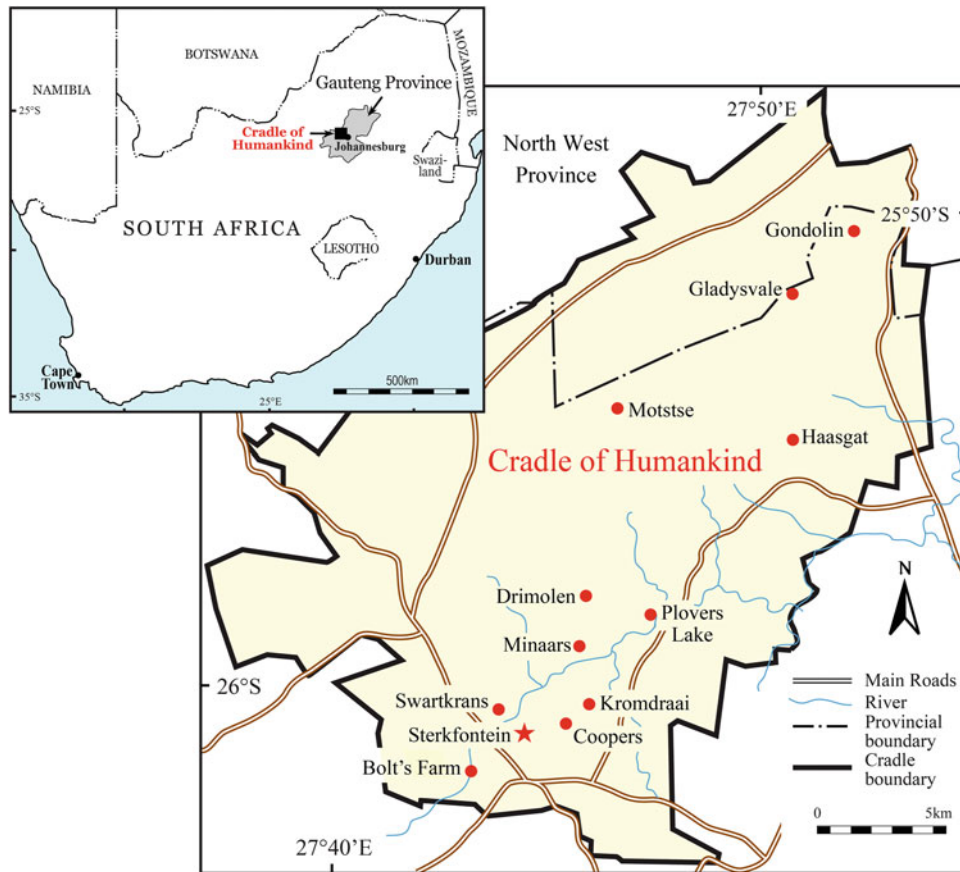 NAMIBIA
BOTSWANA
MOZAMBIQUE
Gauteng Province
25°S
Cradle of
Humankind
Johannesburg
Swazi-
land
SOUTH AFRICA
LESOTHO
Durban
Cape
Town
500km
35°S
25°E
27°50'E
North West
Province
25°50'S
Gondolin
Gladysvale
Motstse
Haasgat
Cradle of Humankind
Drimolen
Plovers
Lake
Minaars
N
26°S
Swartkrans
Kromdraai
Sterkfontein
Coopers
Bolt's Farm
Main Roads
River
Provincial
boundary
Cradle
boundary
0 5km
27°40'E